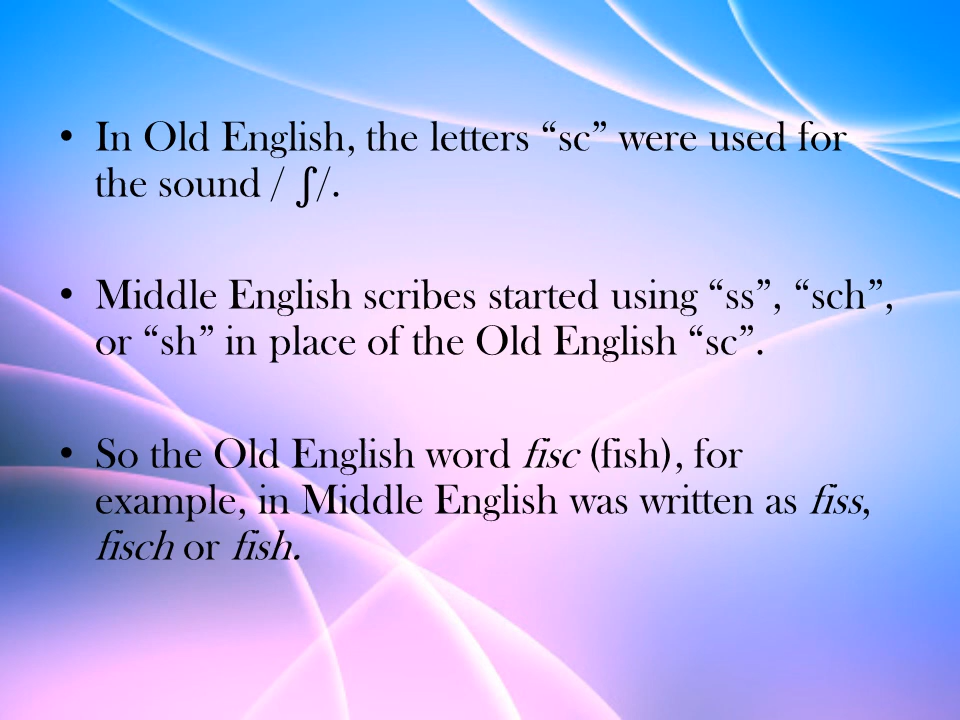 • In Old English, the letters “sc” were used for
the sound / ʃ/.
• Middle English scribes started using “ss”, “sch”,
or “sh” in place of the Old English “sc”.
• So the Old English word fisc (fish), for
example, in Middle English was written as fiss,
fisch or fish.